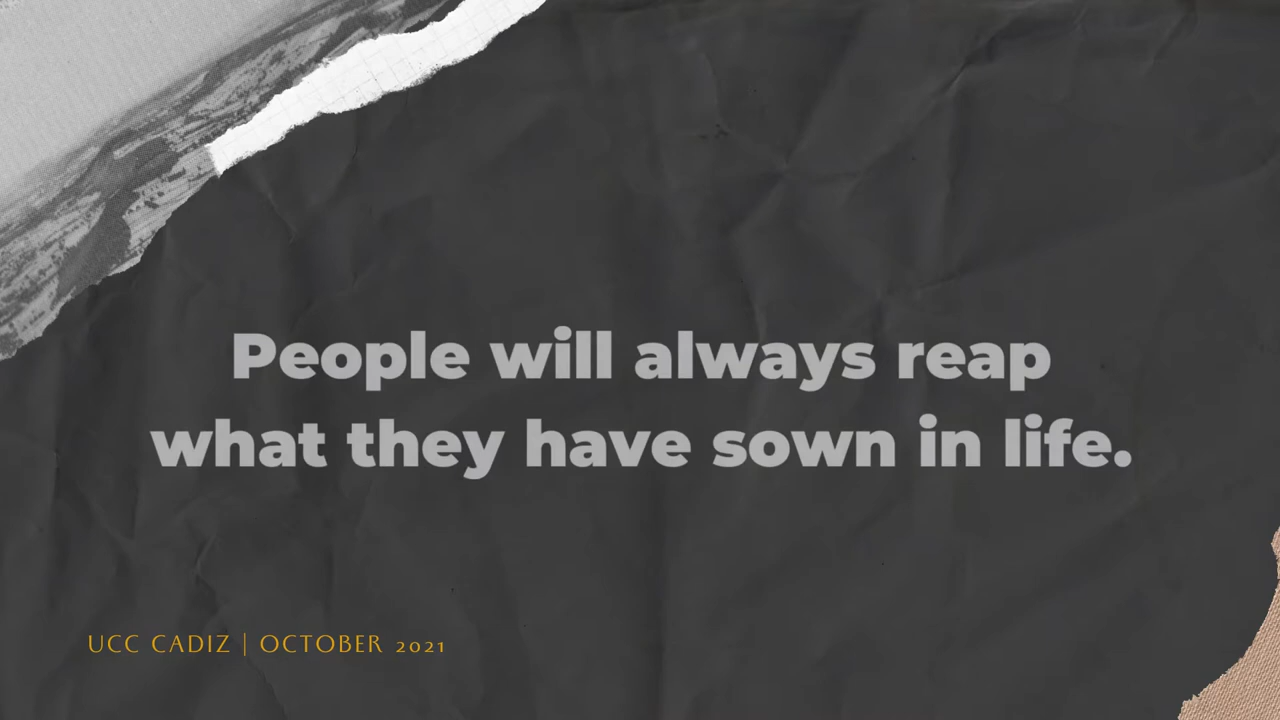 People will always reap
what they have sown in life.
UCC CADIZ | OCTOBER 2021